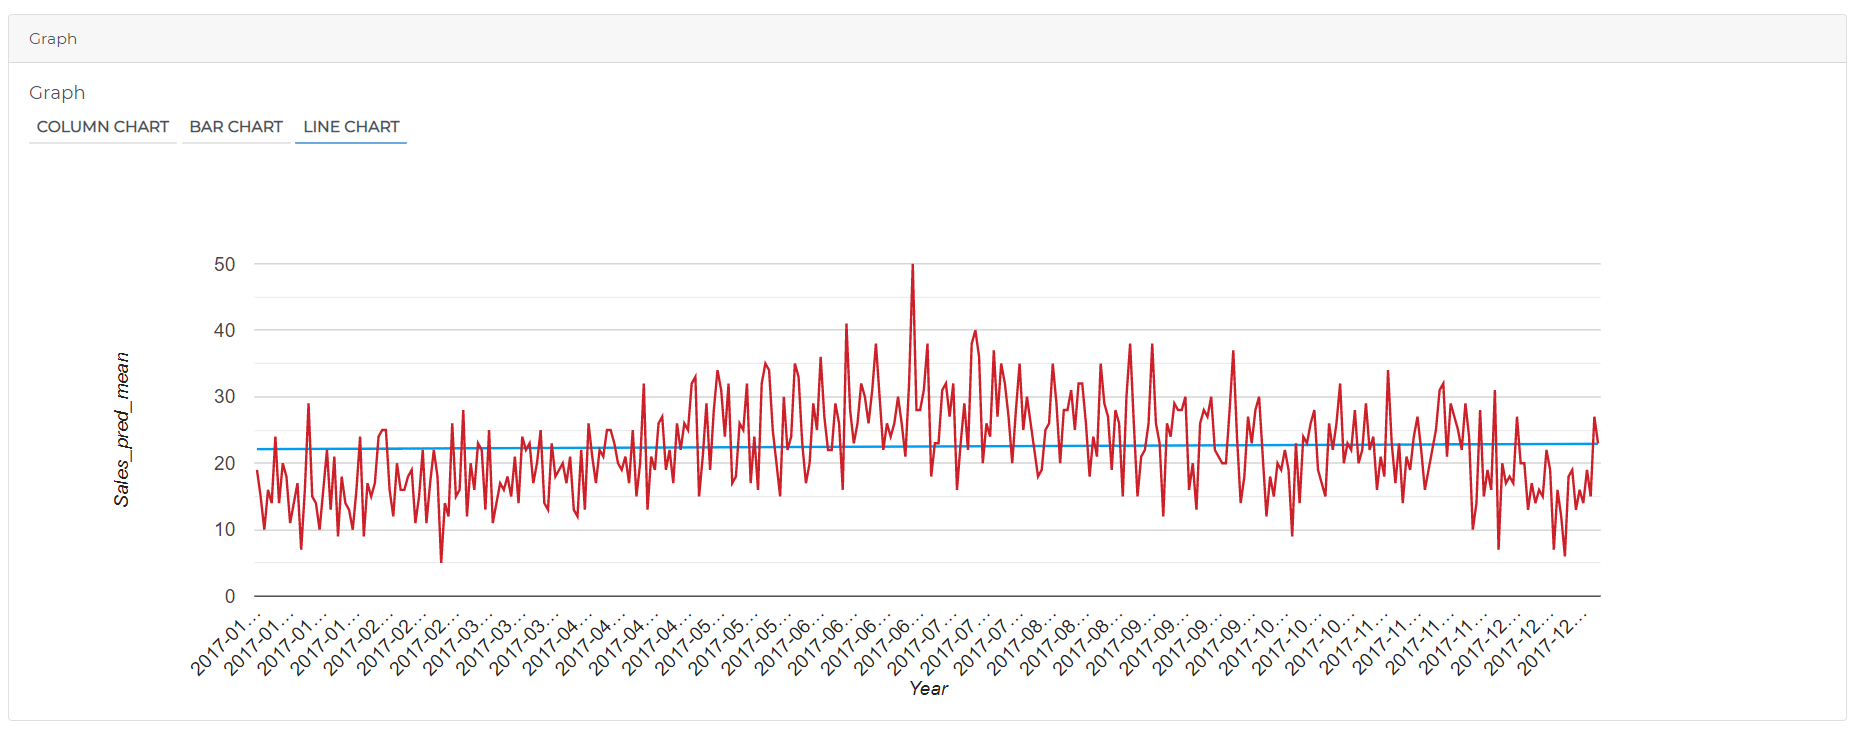 Graph
Graph
COLUMN CHART BAR CHART LINE CHART
50
40
30
20
10
0
Sales_pred_mean
2017-01... 2017-01... 2017-01... 2017-01... 2017-02... 2017-02... 2017-02... 2017-03... 2017-03... 2017-03... 2017-04... 2017-04... 2017-04... 2017-04... 2017-05... 2017-05... 2017-05... 2017-06... 2017-06... 2017-06... 2017-06... 2017-07... 2017-07... 2017-07... 2017-08... 2017-08... 2017-08... 2017-09... 2017-09... 2017-09... 2017-09... 2017-10... 2017-10... 2017-10... 2017-11... 2017-11... 2017-11... 2017-11... 2017-12... 2017-12... 2017-12...
Year